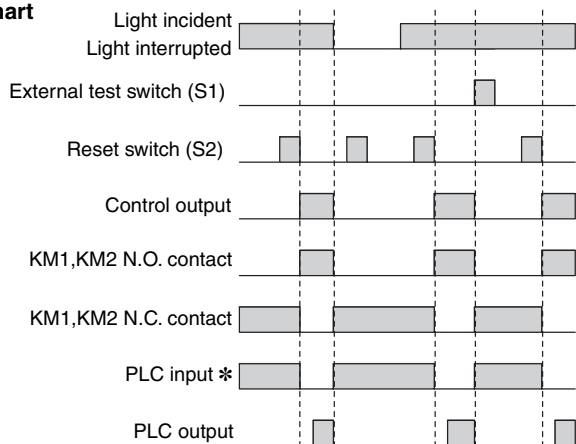 Light incident
Light interrupted
External test switch (S1)
Reset switch (S2)
Control output
KM1,KM2 N.O. contact
KM1,KM2 N.C. contact
PLC input ✻
PLC output